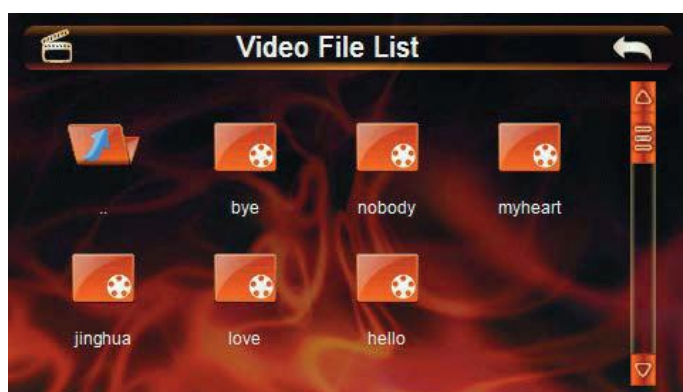 Video File List
..
bye
nobody
myheart
jinghua
love
hello